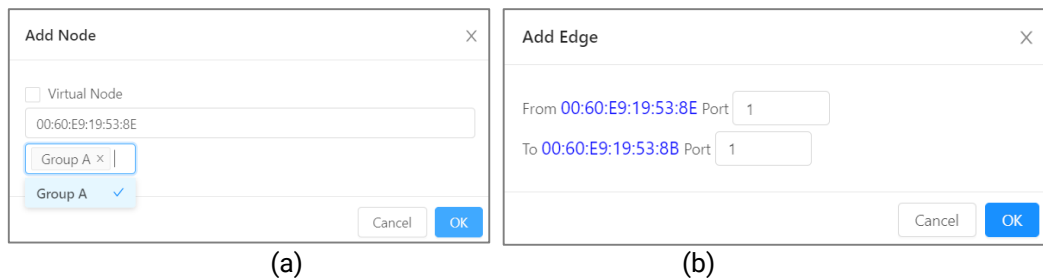 Add Node
Virtual Node
00:60:E9:19:53:8E
Group A ×
Group A
Cancel OK
(a)
Add Edge
From 00:60:E9:19:53:8E Port 1
To 00:60:E9:19:53:8B Port 1
Cancel OK
(b)